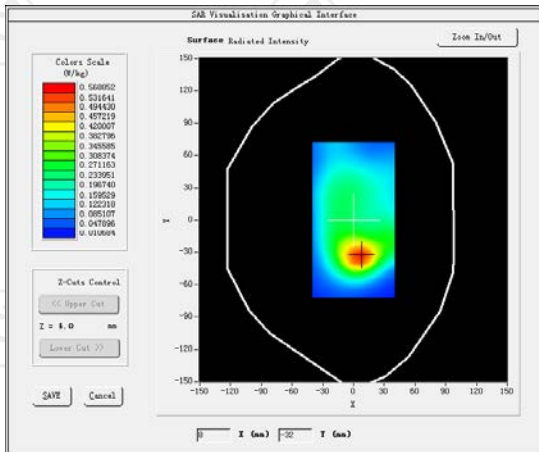 SAR Visualisation Graphical Interface
Surface Radiated Intensity
Zoom In/Out
Colors Scale
(W/kg)
0.568852
0.531641
0.494430
0.457219
0.420007
0.382796
0.345585
0.308374
0.271163
0.233951
0.196740
0.159529
0.122318
0.085107
0.047896
0.010684
150
120
90
60
30
0
-30
-60
-90
-120
-150
Y
-150 -120 -90 -60 -30 0 30 60 90 120 150
X
Z-Cuts Control
<< Upper Cut
Z = 4.0 mm
Lower Cut >>
SAVE Cancel
8 X (mm) -32 Y (mm)